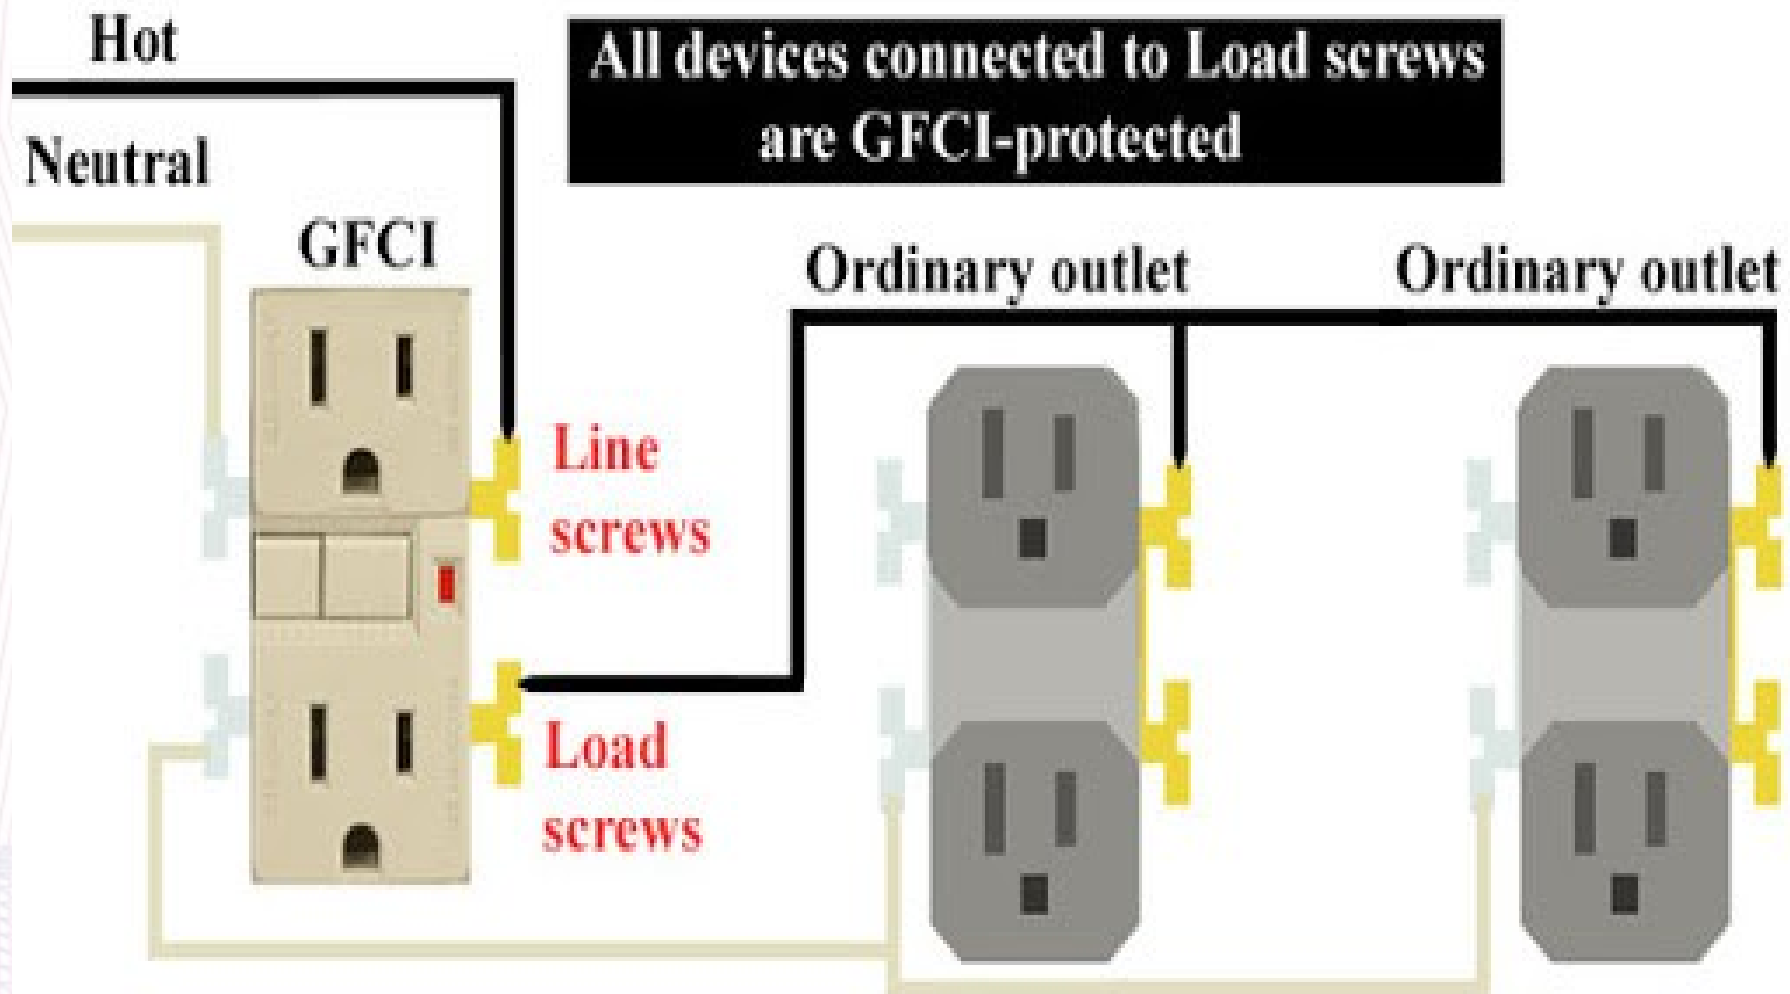 Hot
All devices connected to Load screws
are GFCI-protected
Neutral
GFCI
Ordinary outlet
Ordinary outlet
Line
screws
Load
screws